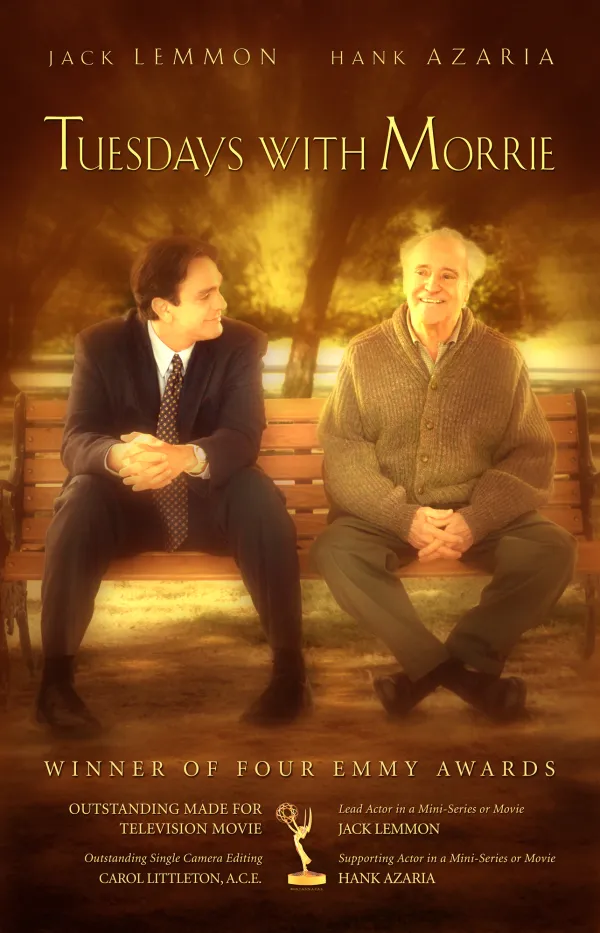 JACK LEMMON HANK AZARIA
TUESDAYS WITH MORRIE
WINNER OF FOUR EMMY AWARDS
OUTSTANDING MADE FOR
TELEVISION MOVIE
Outstanding Single Camera Editing
CAROL LITTLETON, A.C.E.
Lead Actor in a Mini-Series or Movie
JACK LEMMON
Supporting Actor in a Mini-Series or Movie
HANK AZARIA